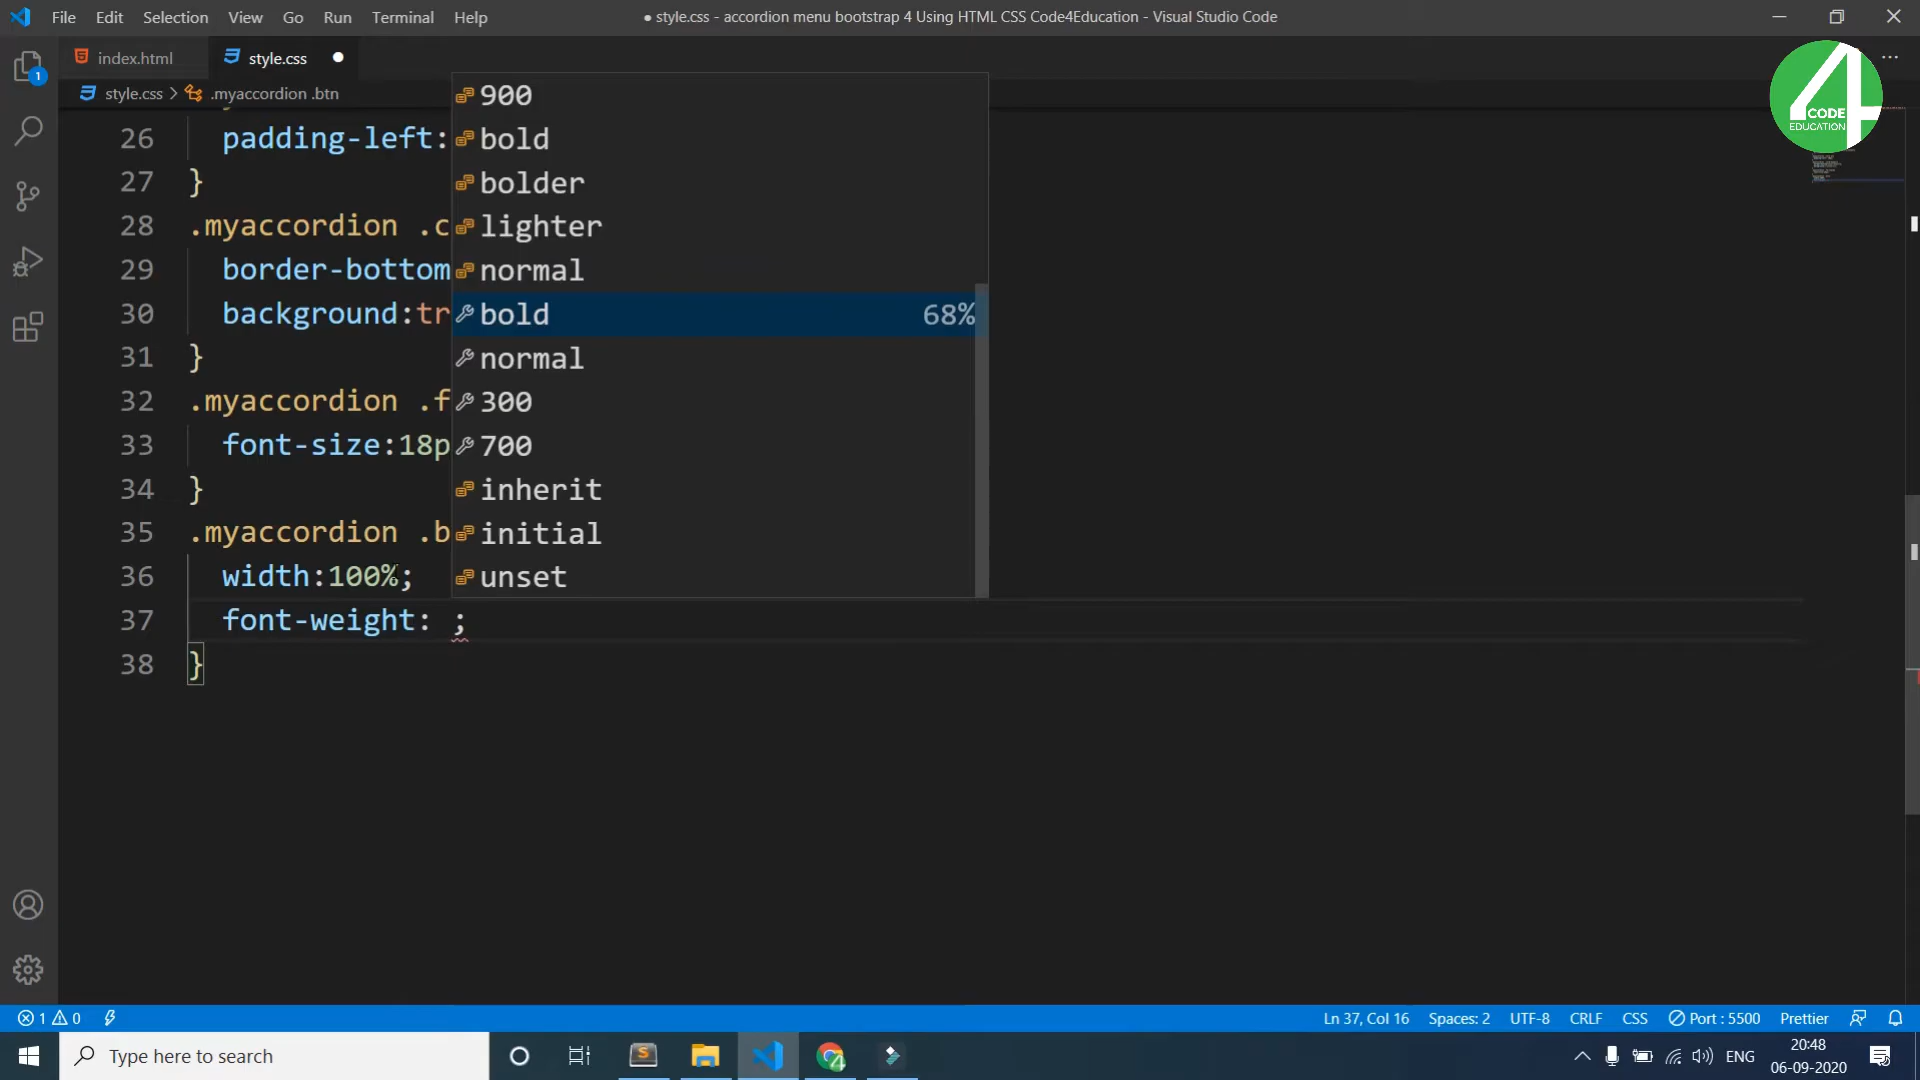 File Edit Selection View Go Run Terminal Help
● style.css - accordion menu bootstrap 4 Using HTML CSS Code4Education - Visual Studio Code
index.html
style.css ●
4 CODE EDUCATION
1
style.css > .myaccordion .btn
26 padding-left:
27 }
28 .myaccordion .c
29 border-bottom
30 background:tr
31 }
32 .myaccordion .f
33 font-size:18p
34 }
35 .myaccordion .b
36 width:100%;
37 font-weight: ;
38 }
900
bold
bolder
lighter
normal
bold 68%
normal
300
700
inherit
initial
unset
1 0
Ln 37, Col 16 Spaces: 2 UTF-8 CRLF CSS Port : 5500 Prettier
Type here to search
ENG
20:48
06-09-2020